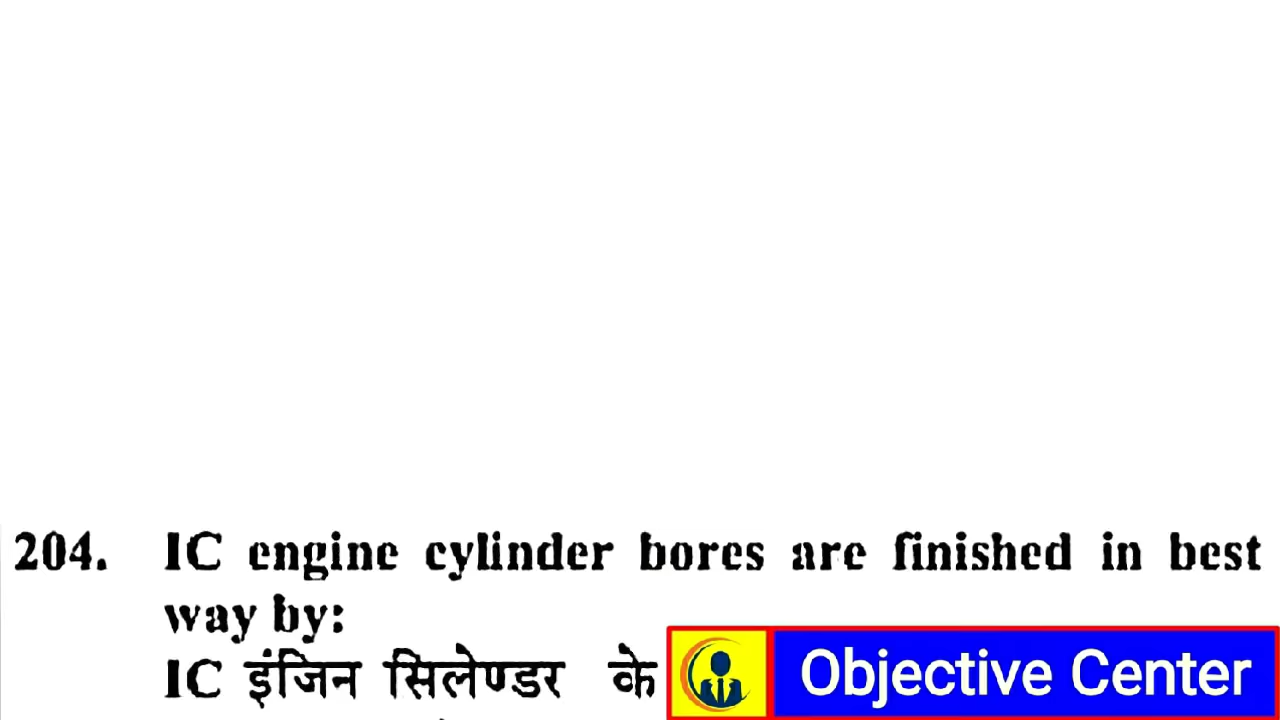 204. IC engine cylinder bores are finished in best
way by:
IC इंजिन सिलेण्डर के
Objective Center